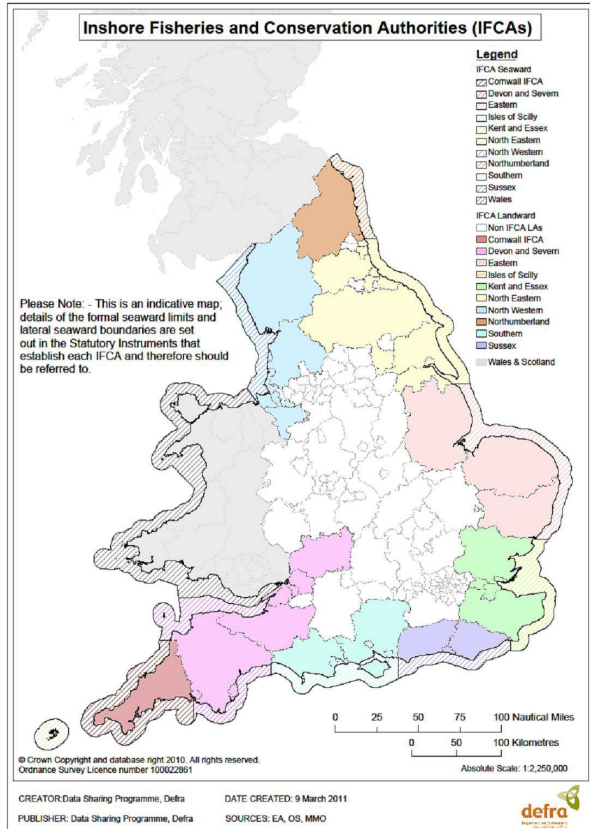 Inshore Fisheries and Conservation Authorities (IFCAs)
Legend
IFCA Seaward
Cornwall IFCA
Devon and Severn
Eastern
Isles of Scilly
Kent and Essex
North Eastern
North Western
Northumberland
Southern
Sussex
Wales
IFCA Landward
Non IFCA LAs
Cornwall IFCA
Devon and Severn
Eastern
Isles of Scilly
Kent and Essex
North Eastern
North Western
Northumberland
Southern
Sussex
Wales & Scotland
Please Note: - This is an indicative map;
details of the formal seaward limits and
lateral seaward boundaries are set
out in the Statutory Instruments that
establish each IFCA and therefore should
be referred to.
0 25 50 75 100 Nautical Miles
0 50 100 Kilometres
Absolute Scale: 1:2,250,000
© Crown Copyright and database right 2010. All rights reserved.
Ordnance Survey Licence number 100022861
CREATOR:Data Sharing Programme, Defra DATE CREATED: 9 March 2011
PUBLISHER: Data Sharing Programme, Defra SOURCES: EA, OS, MMO
defra